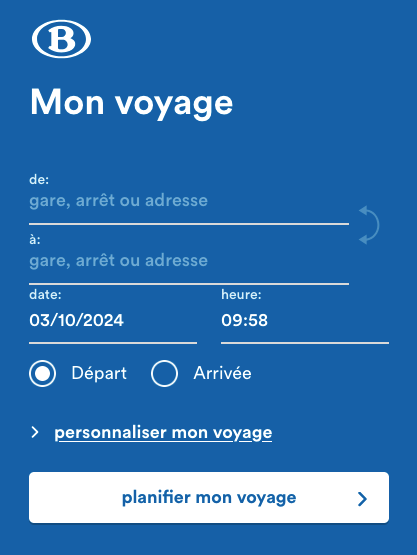 B
Mon voyage
de:
gare, arrêt ou adresse
à:
gare, arrêt ou adresse
date: heure:
03/10/2024 09:58
Départ Arrivée
personnaliser mon voyage
planifier mon voyage